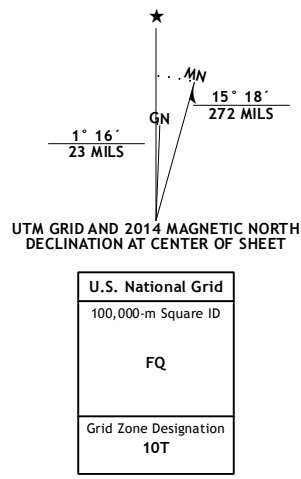 ★
MN
GN
15° 18´
272 MILS
1° 16´
23 MILS
UTM GRID AND 2014 MAGNETIC NORTH
DECLINATION AT CENTER OF SHEET
U.S. National Grid
100,000-m Square ID
FQ
Grid Zone Designation
10T